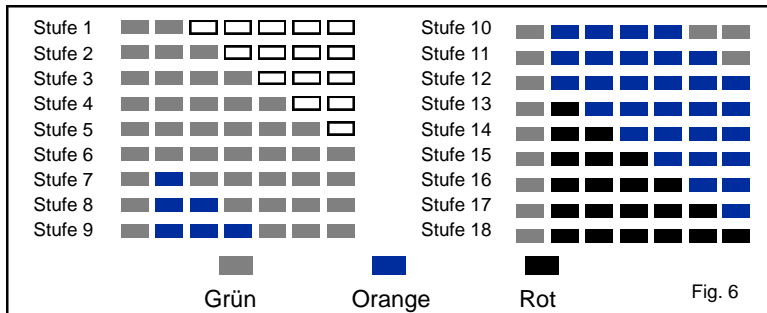 Stufe 1
Stufe 2
Stufe 3
Stufe 4
Stufe 5
Stufe 6
Stufe 7
Stufe 8
Stufe 9
Stufe 10
Stufe 11
Stufe 12
Stufe 13
Stufe 14
Stufe 15
Stufe 16
Stufe 17
Stufe 18
Grün Orange Rot Fig. 6